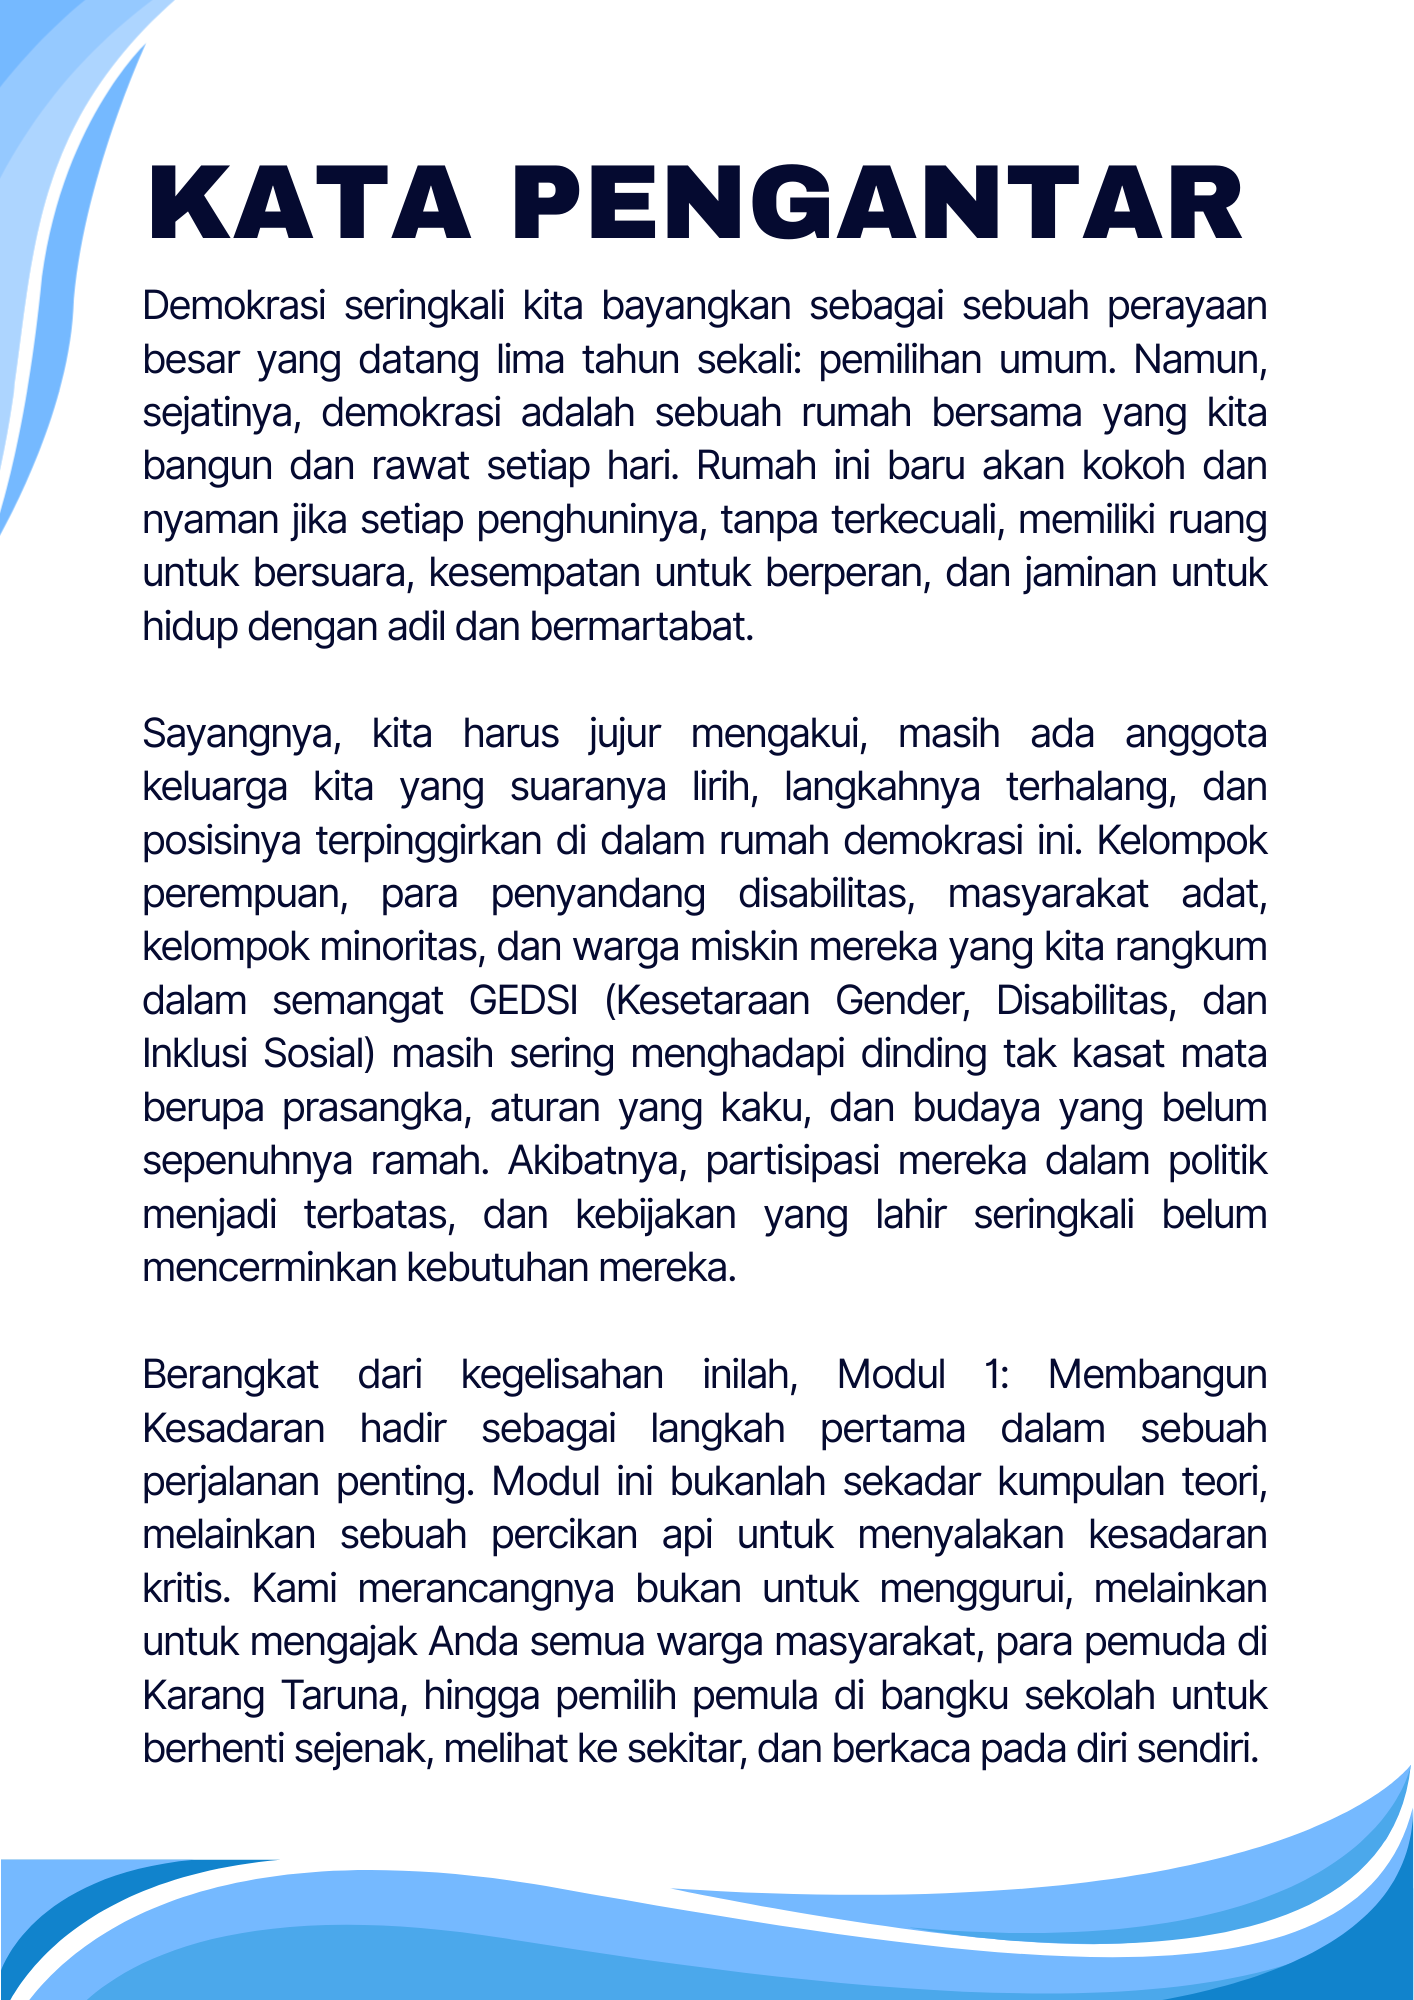 KATA PENGANTAR
Demokrasi seringkali kita bayangkan sebagai sebuah perayaan
besar yang datang lima tahun sekali: pemilihan umum. Namun,
sejatinya, demokrasi adalah sebuah rumah bersama yang kita
bangun dan rawat setiap hari. Rumah ini baru akan kokoh dan
nyaman jika setiap penghuninya, tanpa terkecuali, memiliki ruang
untuk bersuara, kesempatan untuk berperan, dan jaminan untuk
hidup dengan adil dan bermartabat.
Sayangnya, kita harus jujur mengakui, masih ada anggota
keluarga kita yang suaranya lirih, langkahnya terhalang, dan
posisinya terpinggirkan di dalam rumah demokrasi ini. Kelompok
perempuan, para penyandang disabilitas, masyarakat adat,
kelompok minoritas, dan warga miskin mereka yang kita rangkum
dalam semangat GEDSI (Kesetaraan Gender, Disabilitas, dan
Inklusi Sosial) masih sering menghadapi dinding tak kasat mata
berupa prasangka, aturan yang kaku, dan budaya yang belum
sepenuhnya ramah. Akibatnya, partisipasi mereka dalam politik
menjadi terbatas, dan kebijakan yang lahir seringkali belum
mencerminkan kebutuhan mereka.
Berangkat dari kegelisahan inilah, Modul 1: Membangun
Kesadaran hadir sebagai langkah pertama dalam sebuah
perjalanan penting. Modul ini bukanlah sekadar kumpulan teori,
melainkan sebuah percikan api untuk menyalakan kesadaran
kritis. Kami merancangnya bukan untuk menggurui, melainkan
untuk mengajak Anda semua warga masyarakat, para pemuda di
Karang Taruna, hingga pemilih pemula di bangku sekolah untuk
berhenti sejenak, melihat ke sekitar, dan berkaca pada diri sendiri.